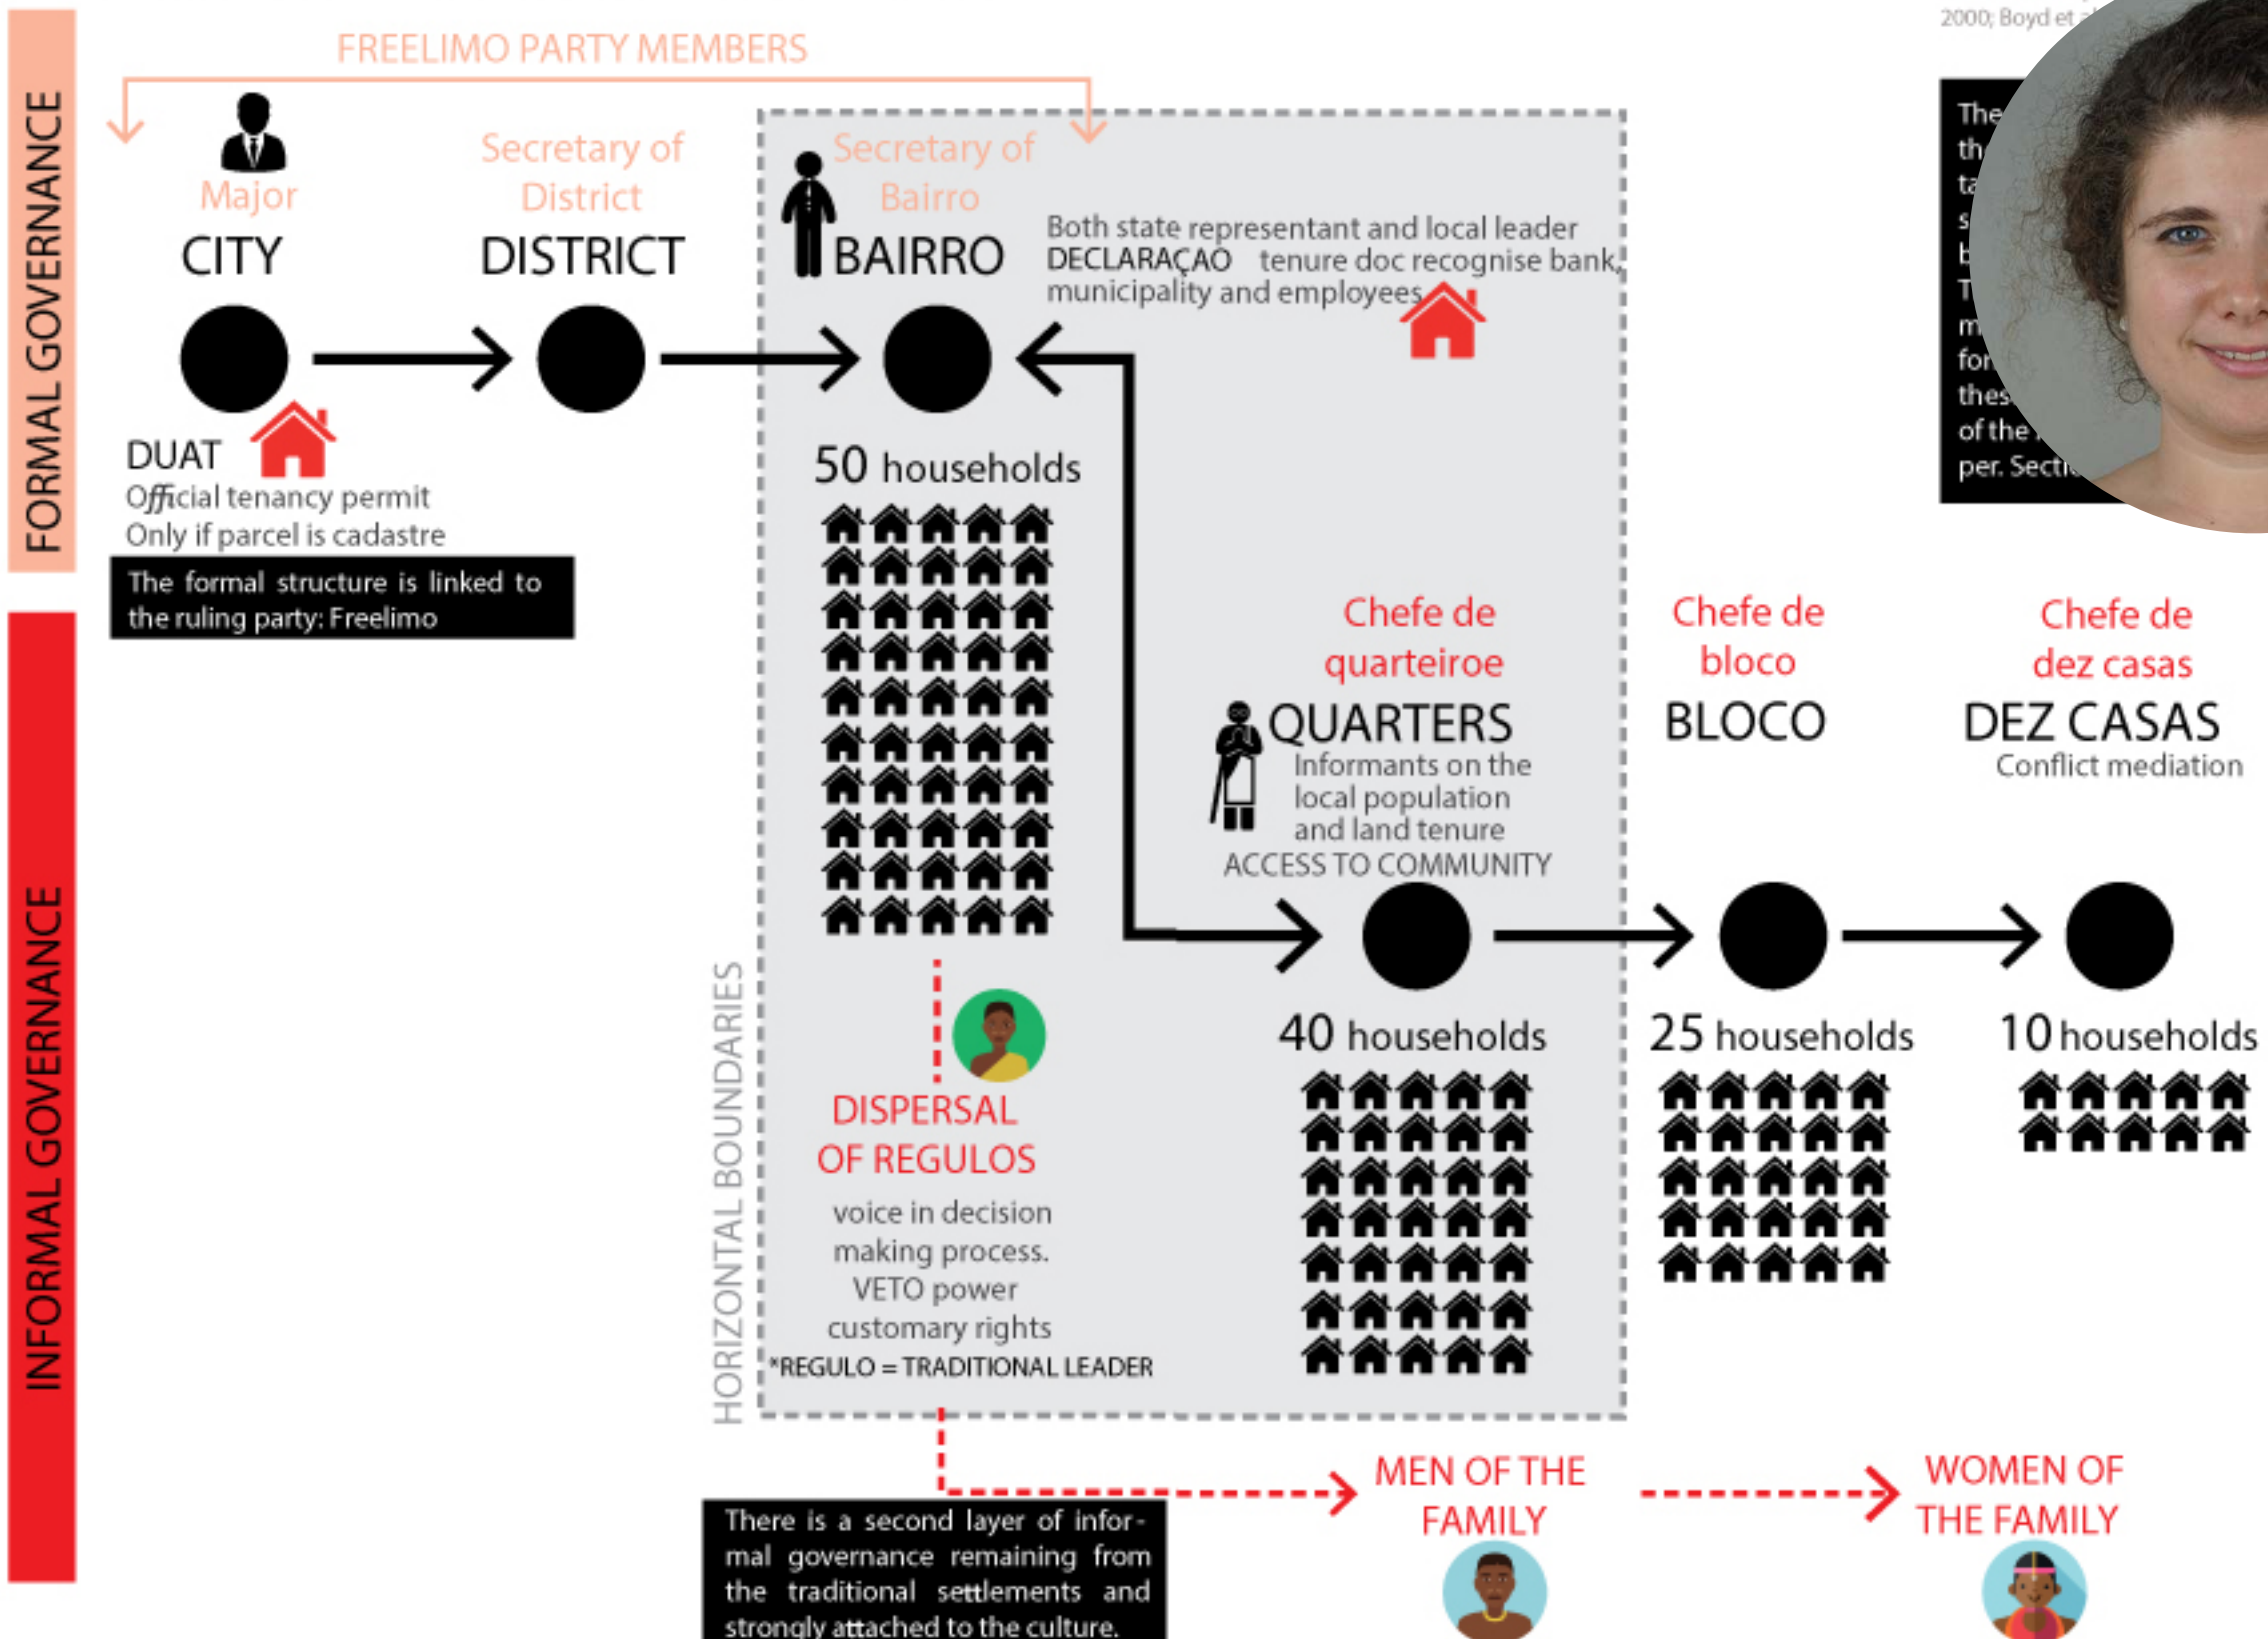 FORMAL GOVERNANCE
INFORMAL GOVERNANCE
FREELIMO PARTY MEMBERS
2000; Boyd et
Major
CITY
Secretary of
District
DISTRICT
Secretary of
Bairro
BAIRRO
Both state representant and local leader
DECLARAÇAO tenure doc recognise bank,
municipality and employees
DUAT
Official tenancy permit
Only if parcel is cadastre
The formal structure is linked to
the ruling party: Freelimo
50 households
The
of the
per.
Chefe de
quarteiroe
QUARTERS
Informants on the
local population
and land tenure
ACCESS TO COMMUNITY
Chefe de
bloco
BLOCO
Chefe de
dez casas
DEZ CASAS
Conflict mediation
40 households
25 households
10 households
HORIZONTAL BOUNDARIES
DISPERSAL
OF REGULOS
voice in decision
making process.
VETO power
customary rights
*REGULO = TRADITIONAL LEADER
MEN OF THE
FAMILY
WOMEN OF
THE FAMILY
There is a second layer of infor-
mal governance remaining from
the traditional settlements and
strongly attached to the culture.